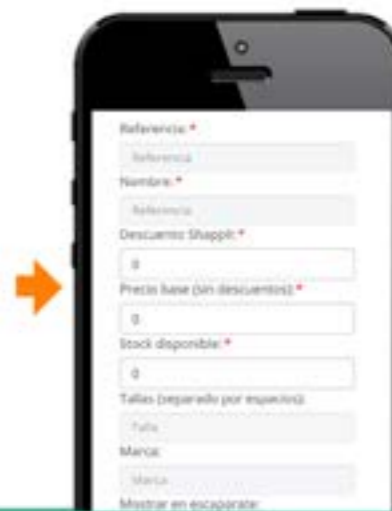 Referencia: *
Referencia
Nombre: *
Referencia
Descuento Shappli: *
0
Precio base (sin descuentos): *
0
Stock disponible: *
0
Tallas (separado por espacios):
Talla
Marca:
Marca
Mostrar en escaparate: